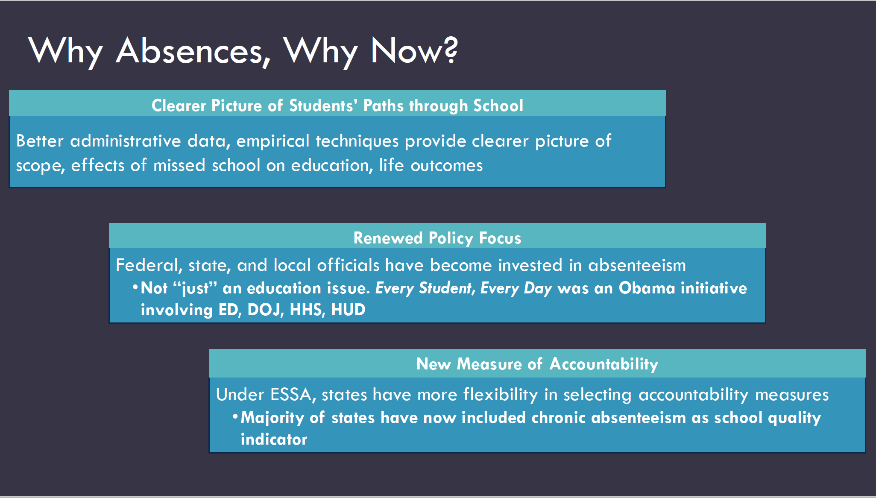 Why Absences, Why Now?
Clearer Picture of Students' Paths through School
Better administrative data, empirical techniques provide clearer picture of
scope, effects of missed school on education, life outcomes
Renewed Policy Focus
Federal, state, and local officials have become invested in absenteeism
•Not “just” an education issue. Every Student, Every Day was an Obama initiative
involving ED, DOJ, HHS, HUD
New Measure of Accountability
Under ESSA, states have more flexibility in selecting accountability measures
•Majority of states have now included chronic absenteeism as school quality
indicator